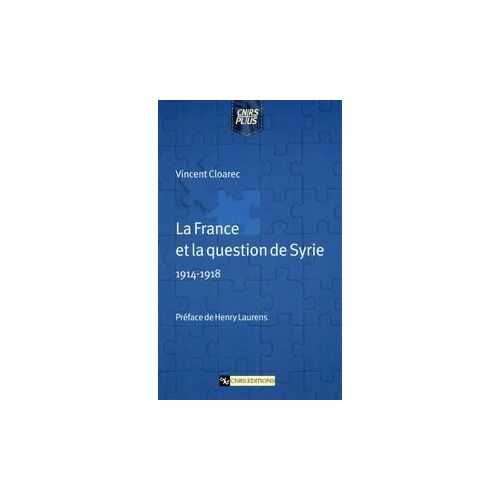 CNRS
PLUS
Vincent Cloarec
La France
et la question de Syrie
1914-1918
Préface de Henry Laurens
CNRS EDITIONS